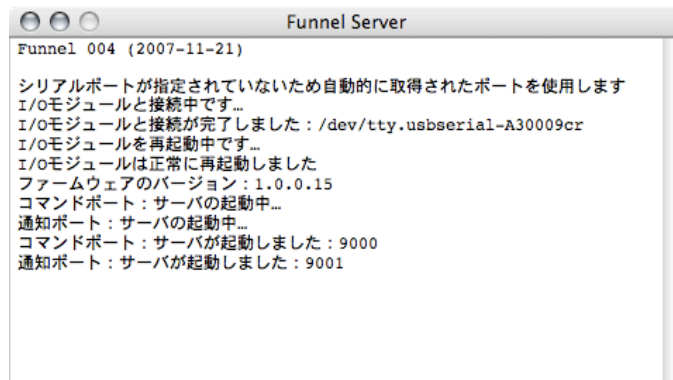 Funnel Server
Funnel 004 (2007-11-21)
シリアルポートが指定されていないため自動的に取得されたポートを使用します
I/Oモジュールと接続中です…
I/Oモジュールと接続が完了しました：/dev/tty.usbserial-A30009cr
I/Oモジュールを再起動中です…
I/Oモジュールは正常に再起動しました
ファームウェアのバージョン：1.0.0.15
コマンドポート：サーバの起動中…
通知ポート：サーバの起動中…
コマンドポート：サーバが起動しました：9000
通知ポート：サーバが起動しました：9001